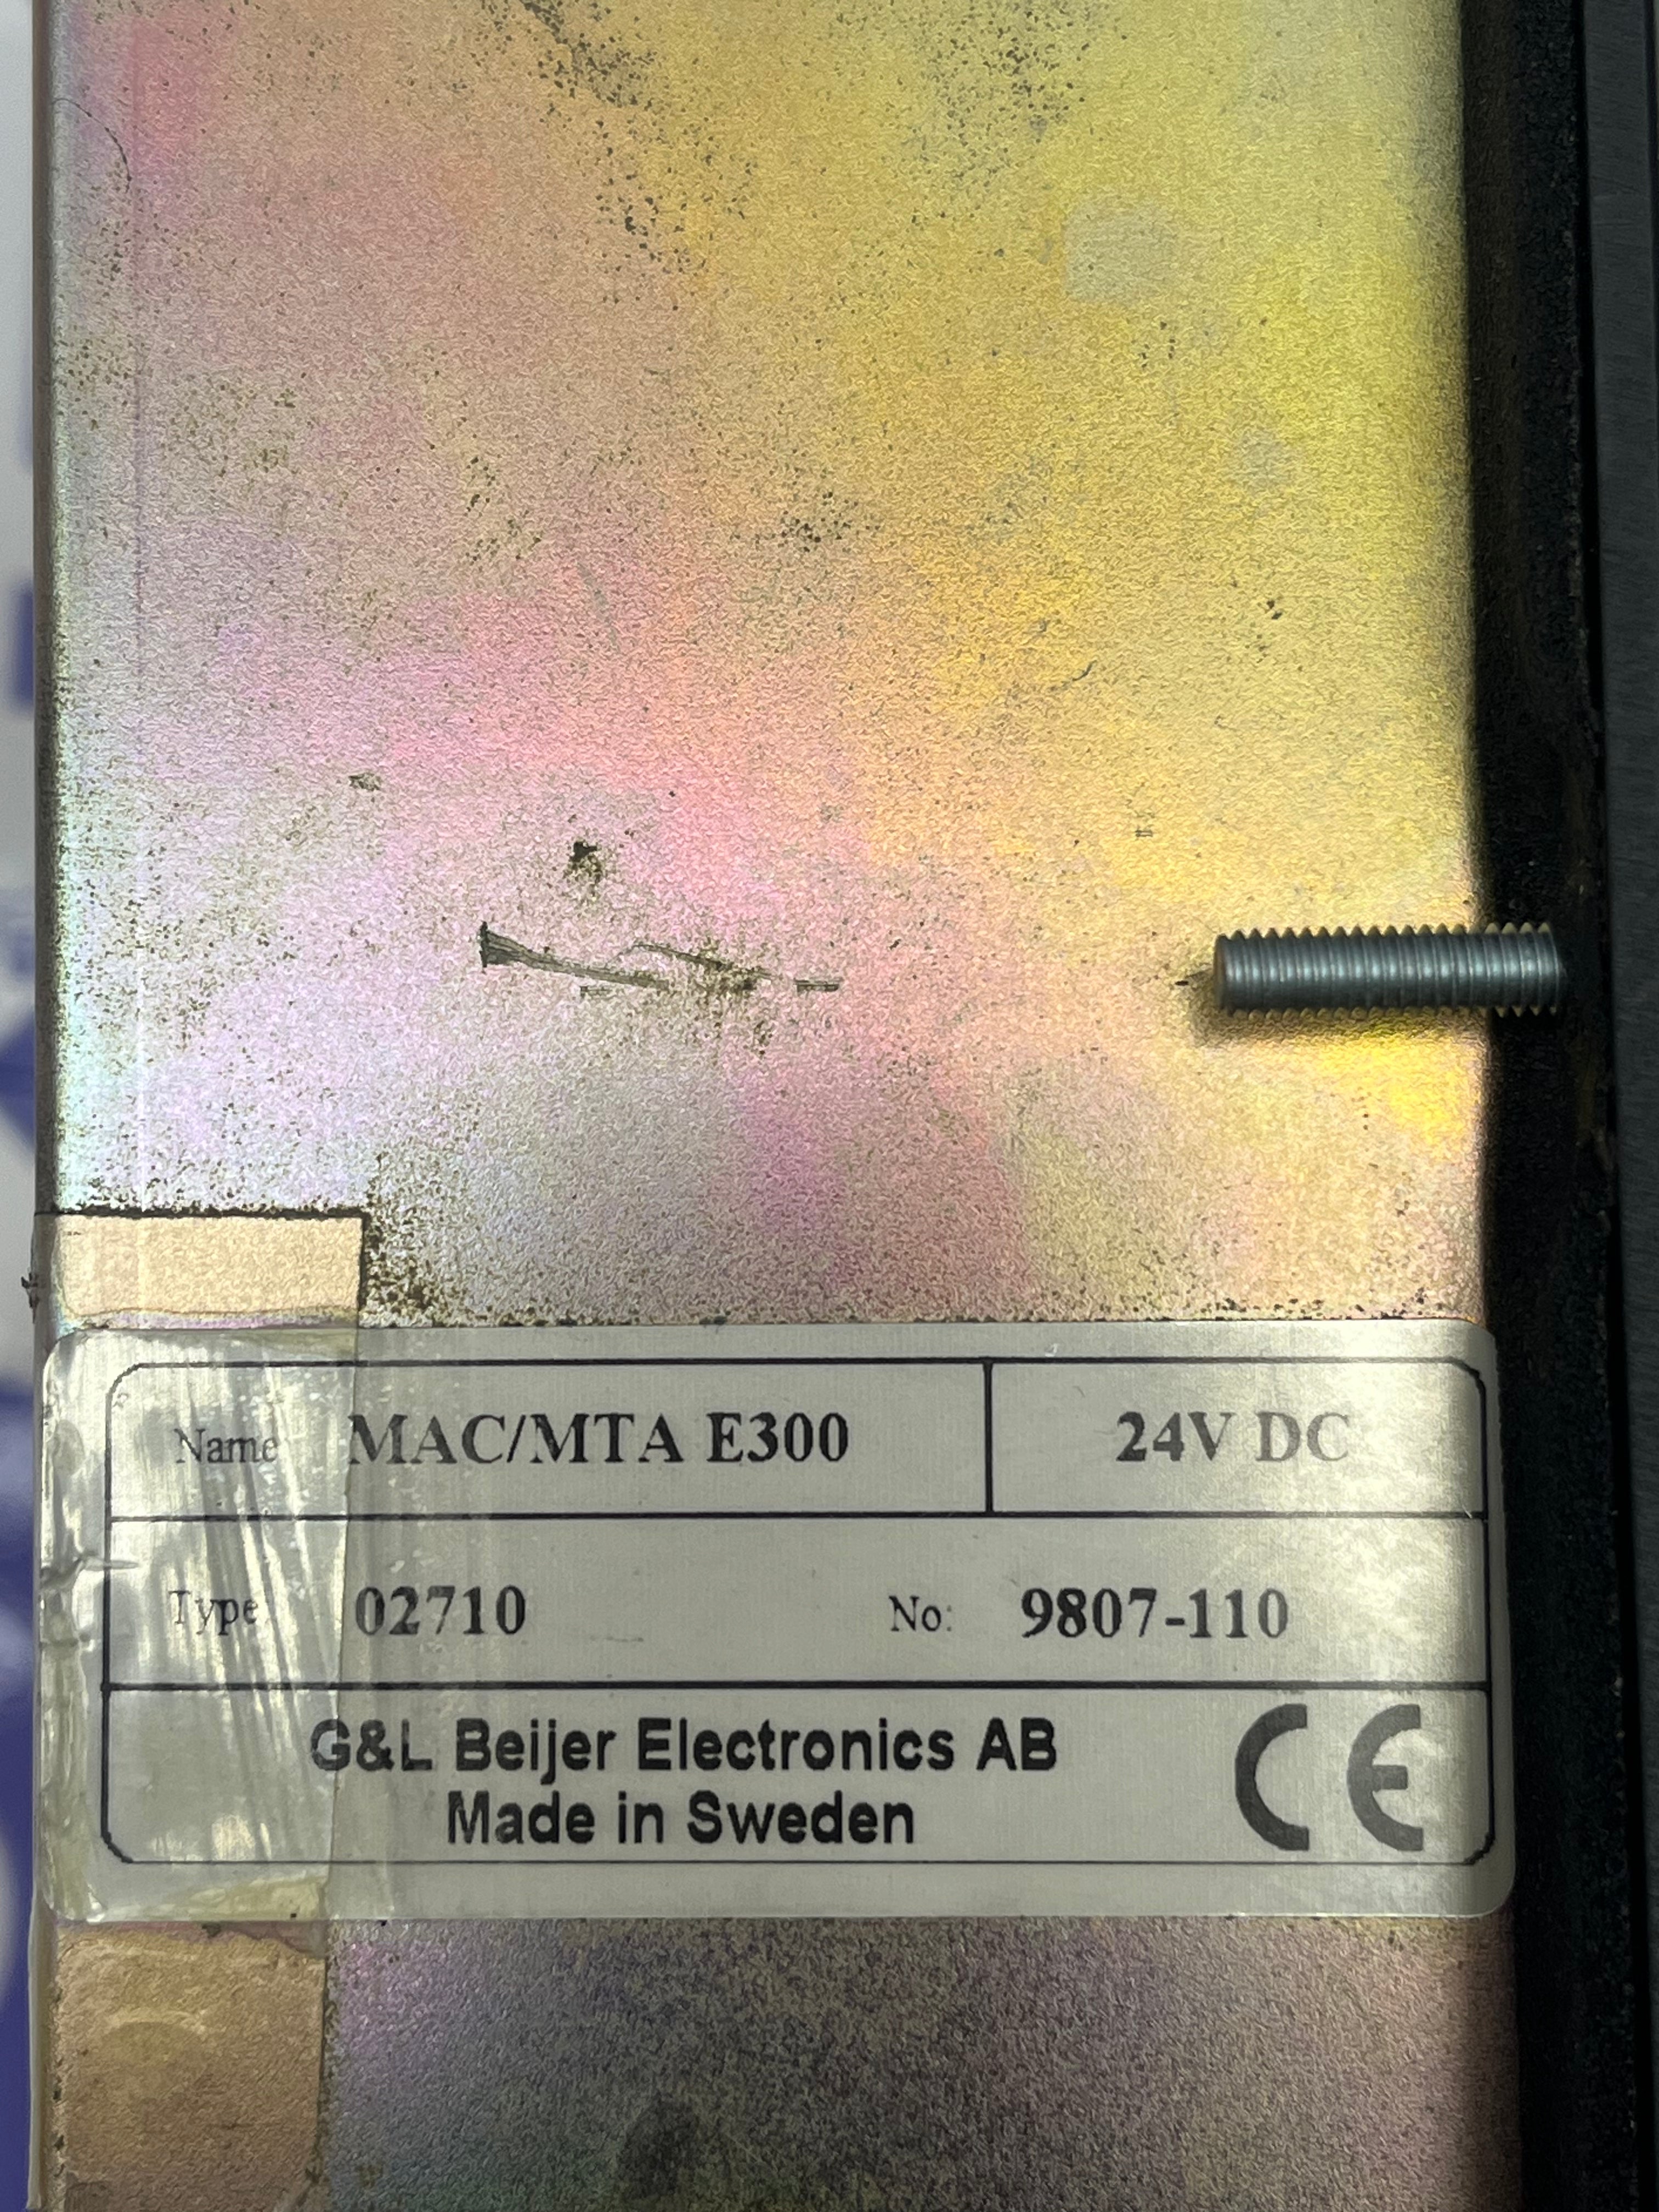 Name MAC/MTA E300 24V DC
Type 02710 No: 9807-110
G&L Beijer Electronics AB
Made in Sweden
CE